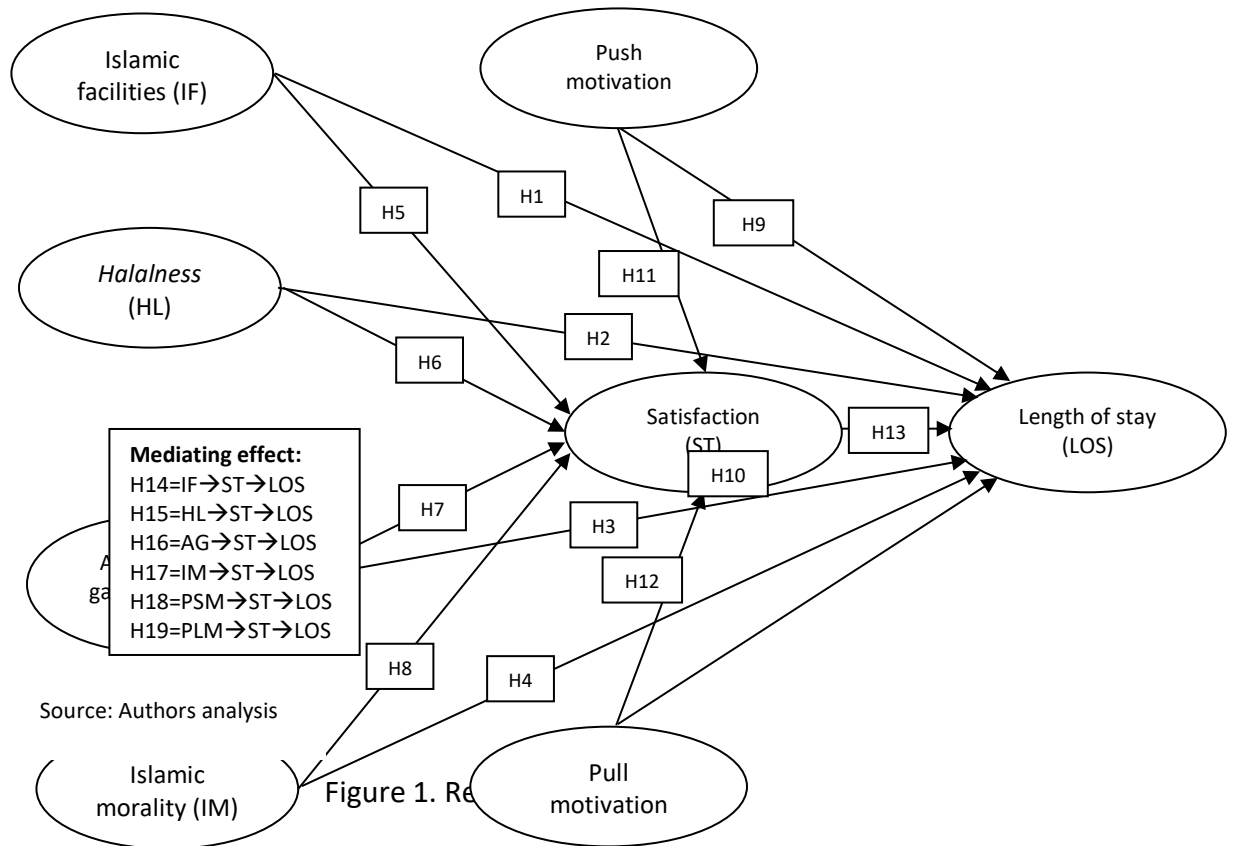 Islamic
facilities (IF)
Push
motivation
H1
H5
H9
Halalness
(HL)
H11
H2
H6
Satisfaction
(ST)
H13
Length of stay
(LOS)
Mediating effect:
H14=IF→ST→LOS
H15=HL→ST→LOS
H16=AG→ST→LOS
H17=IM→ST→LOS
H18=PSM→ST→LOS
H19=PLM→ST→LOS
H10
H7
H3
H12
H8
H4
Source: Authors analysis
Islamic
morality (IM)
Pull
motivation
Figure 1.